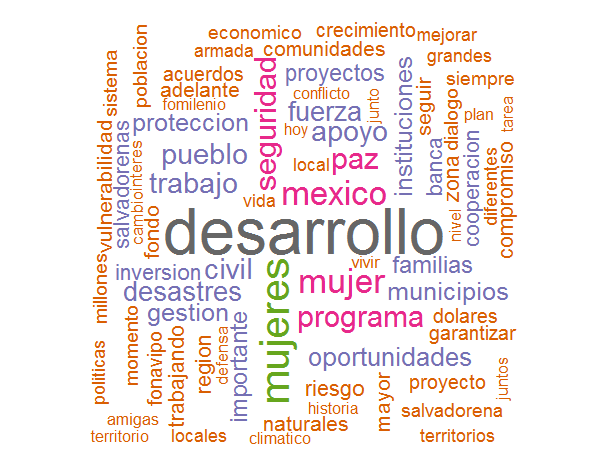 economico
crecimiento
mejorar
armada
comunidades
grandes
sistema
poblacion
acuerdos
adelante
fomilenio
seguridad
proyectos
conflicto
junto
instituciones
seguir
siempre
plan
tarea
proteccion
fuerza
hoy
apoyo
banca
zona
dialogo
vulnerabilidad
salvadorenas
cambio
interes
pueblo
local
paz
cooperacion
diferentes
compromiso
trabajo
vida
mexico
fondo
desarrollo
nivel
millones
inversion
civil
mujeres
vivir
familias
desastres
mujer
municipios
gestion
programa
dolares
garantizar
politicas
momento
fonavipo
trabajando
region
defensa
importante
oportunidades
riesgo
proyecto
juntos
historia
mayor
salvadorena
amigas
naturales
territorio
locales
climatico
territorios